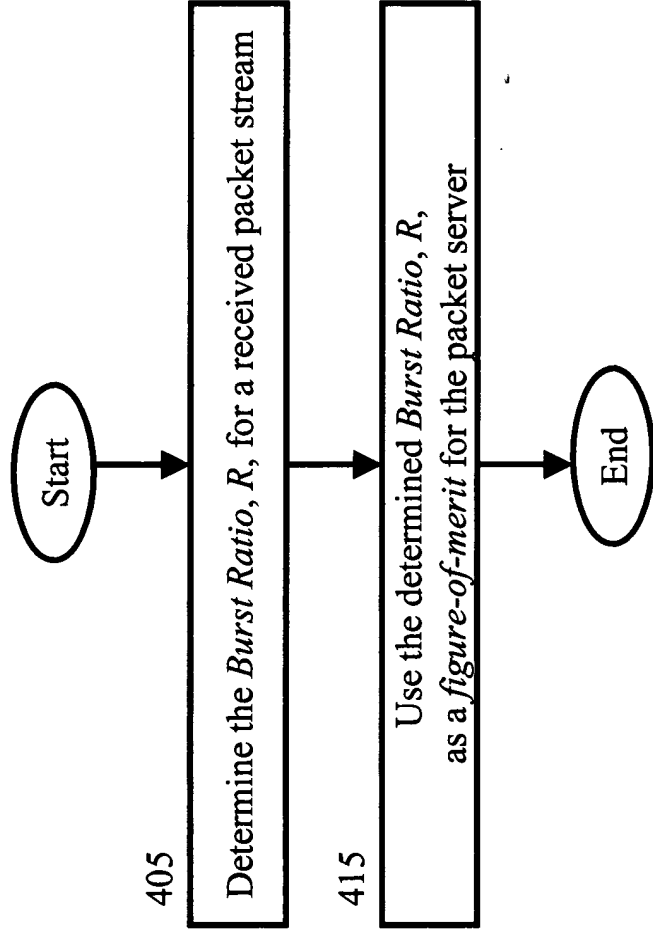 Start
405
Determine the Burst Ratio, R, for a received packet stream
415
Use the determined Burst Ratio, R,
as a figure-of-merit for the packet server
End